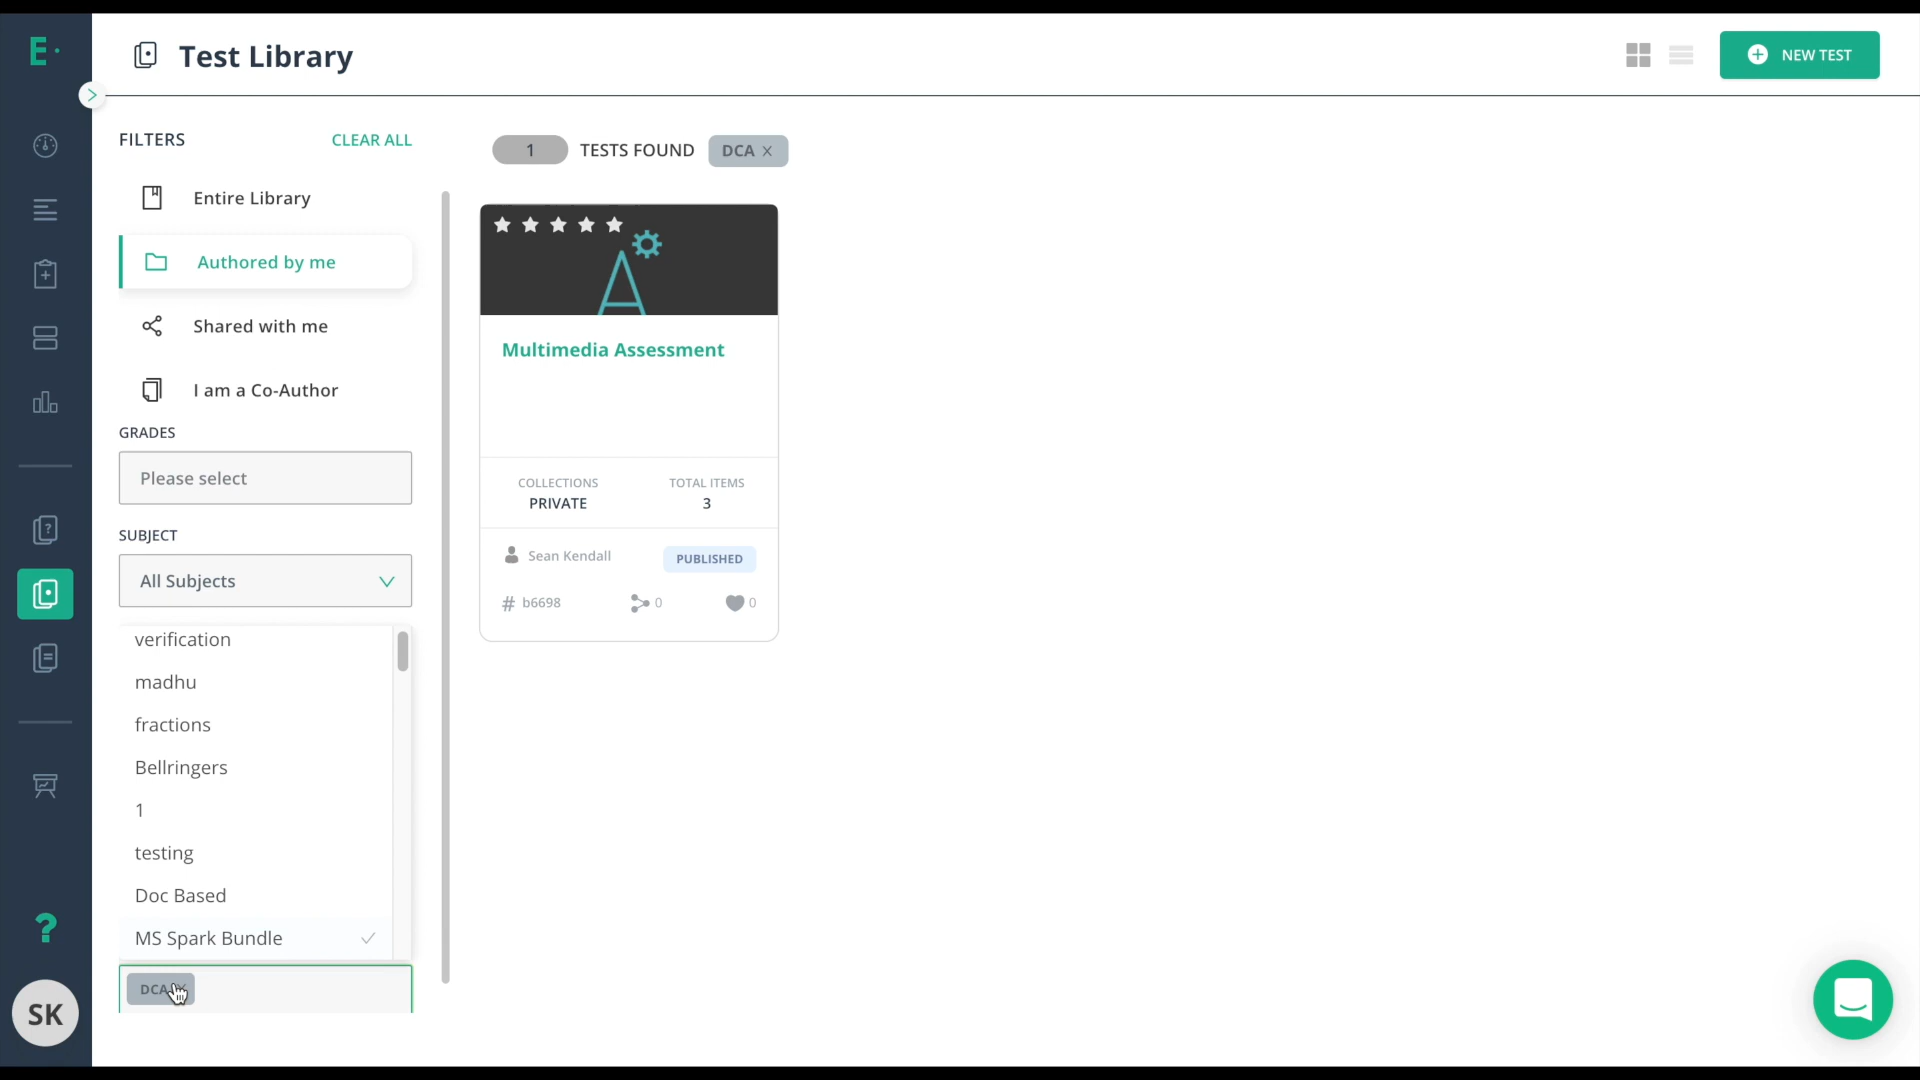 E
Test Library
NEW TEST
FILTERS
CLEAR ALL
Entire Library
Authored by me
Shared with me
I am a Co-Author
GRADES
Please select
SUBJECT
All Subjects
verification
madhu
fractions
Bellringers
1
testing
Doc Based
MS Spark Bundle
DCA
?
SK
1 TESTS FOUND DCA X
Multimedia Assessment
COLLECTIONS TOTAL ITEMS
PRIVATE 3
Sean Kendall PUBLISHED
# b6698 0 0